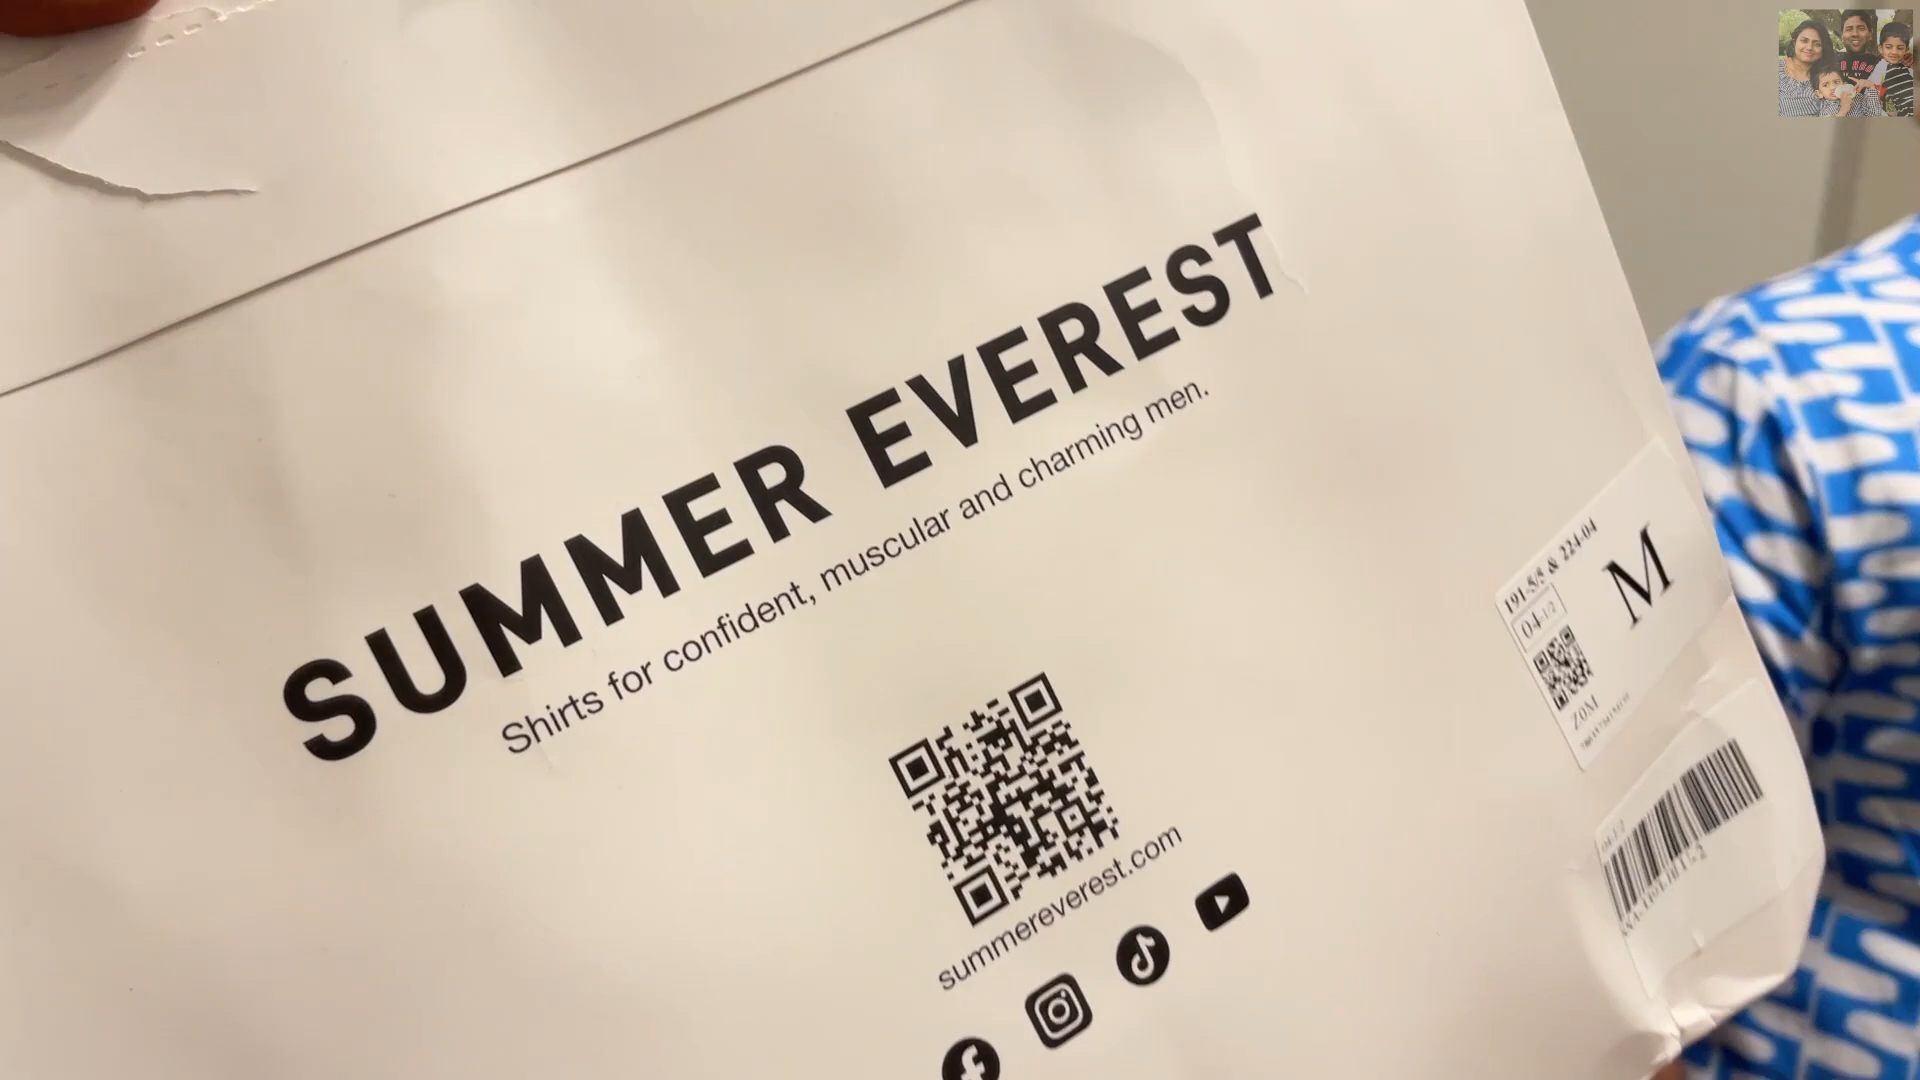 SUMMER EVEREST
Shirts for confident, muscular and charming men.
summereverest.com
191-5/5 & 224-04
04-1/2
M
ZOM